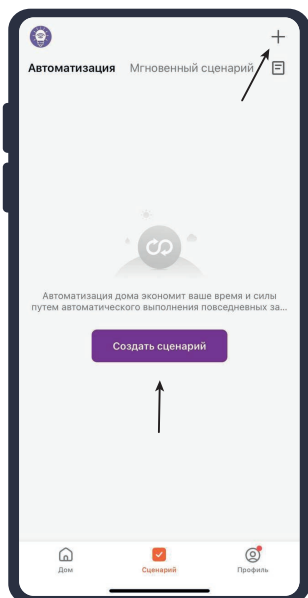 Автоматизация Мгновенный сценарий
Автоматизация дома экономит ваше время и силы
путем автоматического выполнения повседневных за...
Создать сценарий
Дом Сценарий Профиль